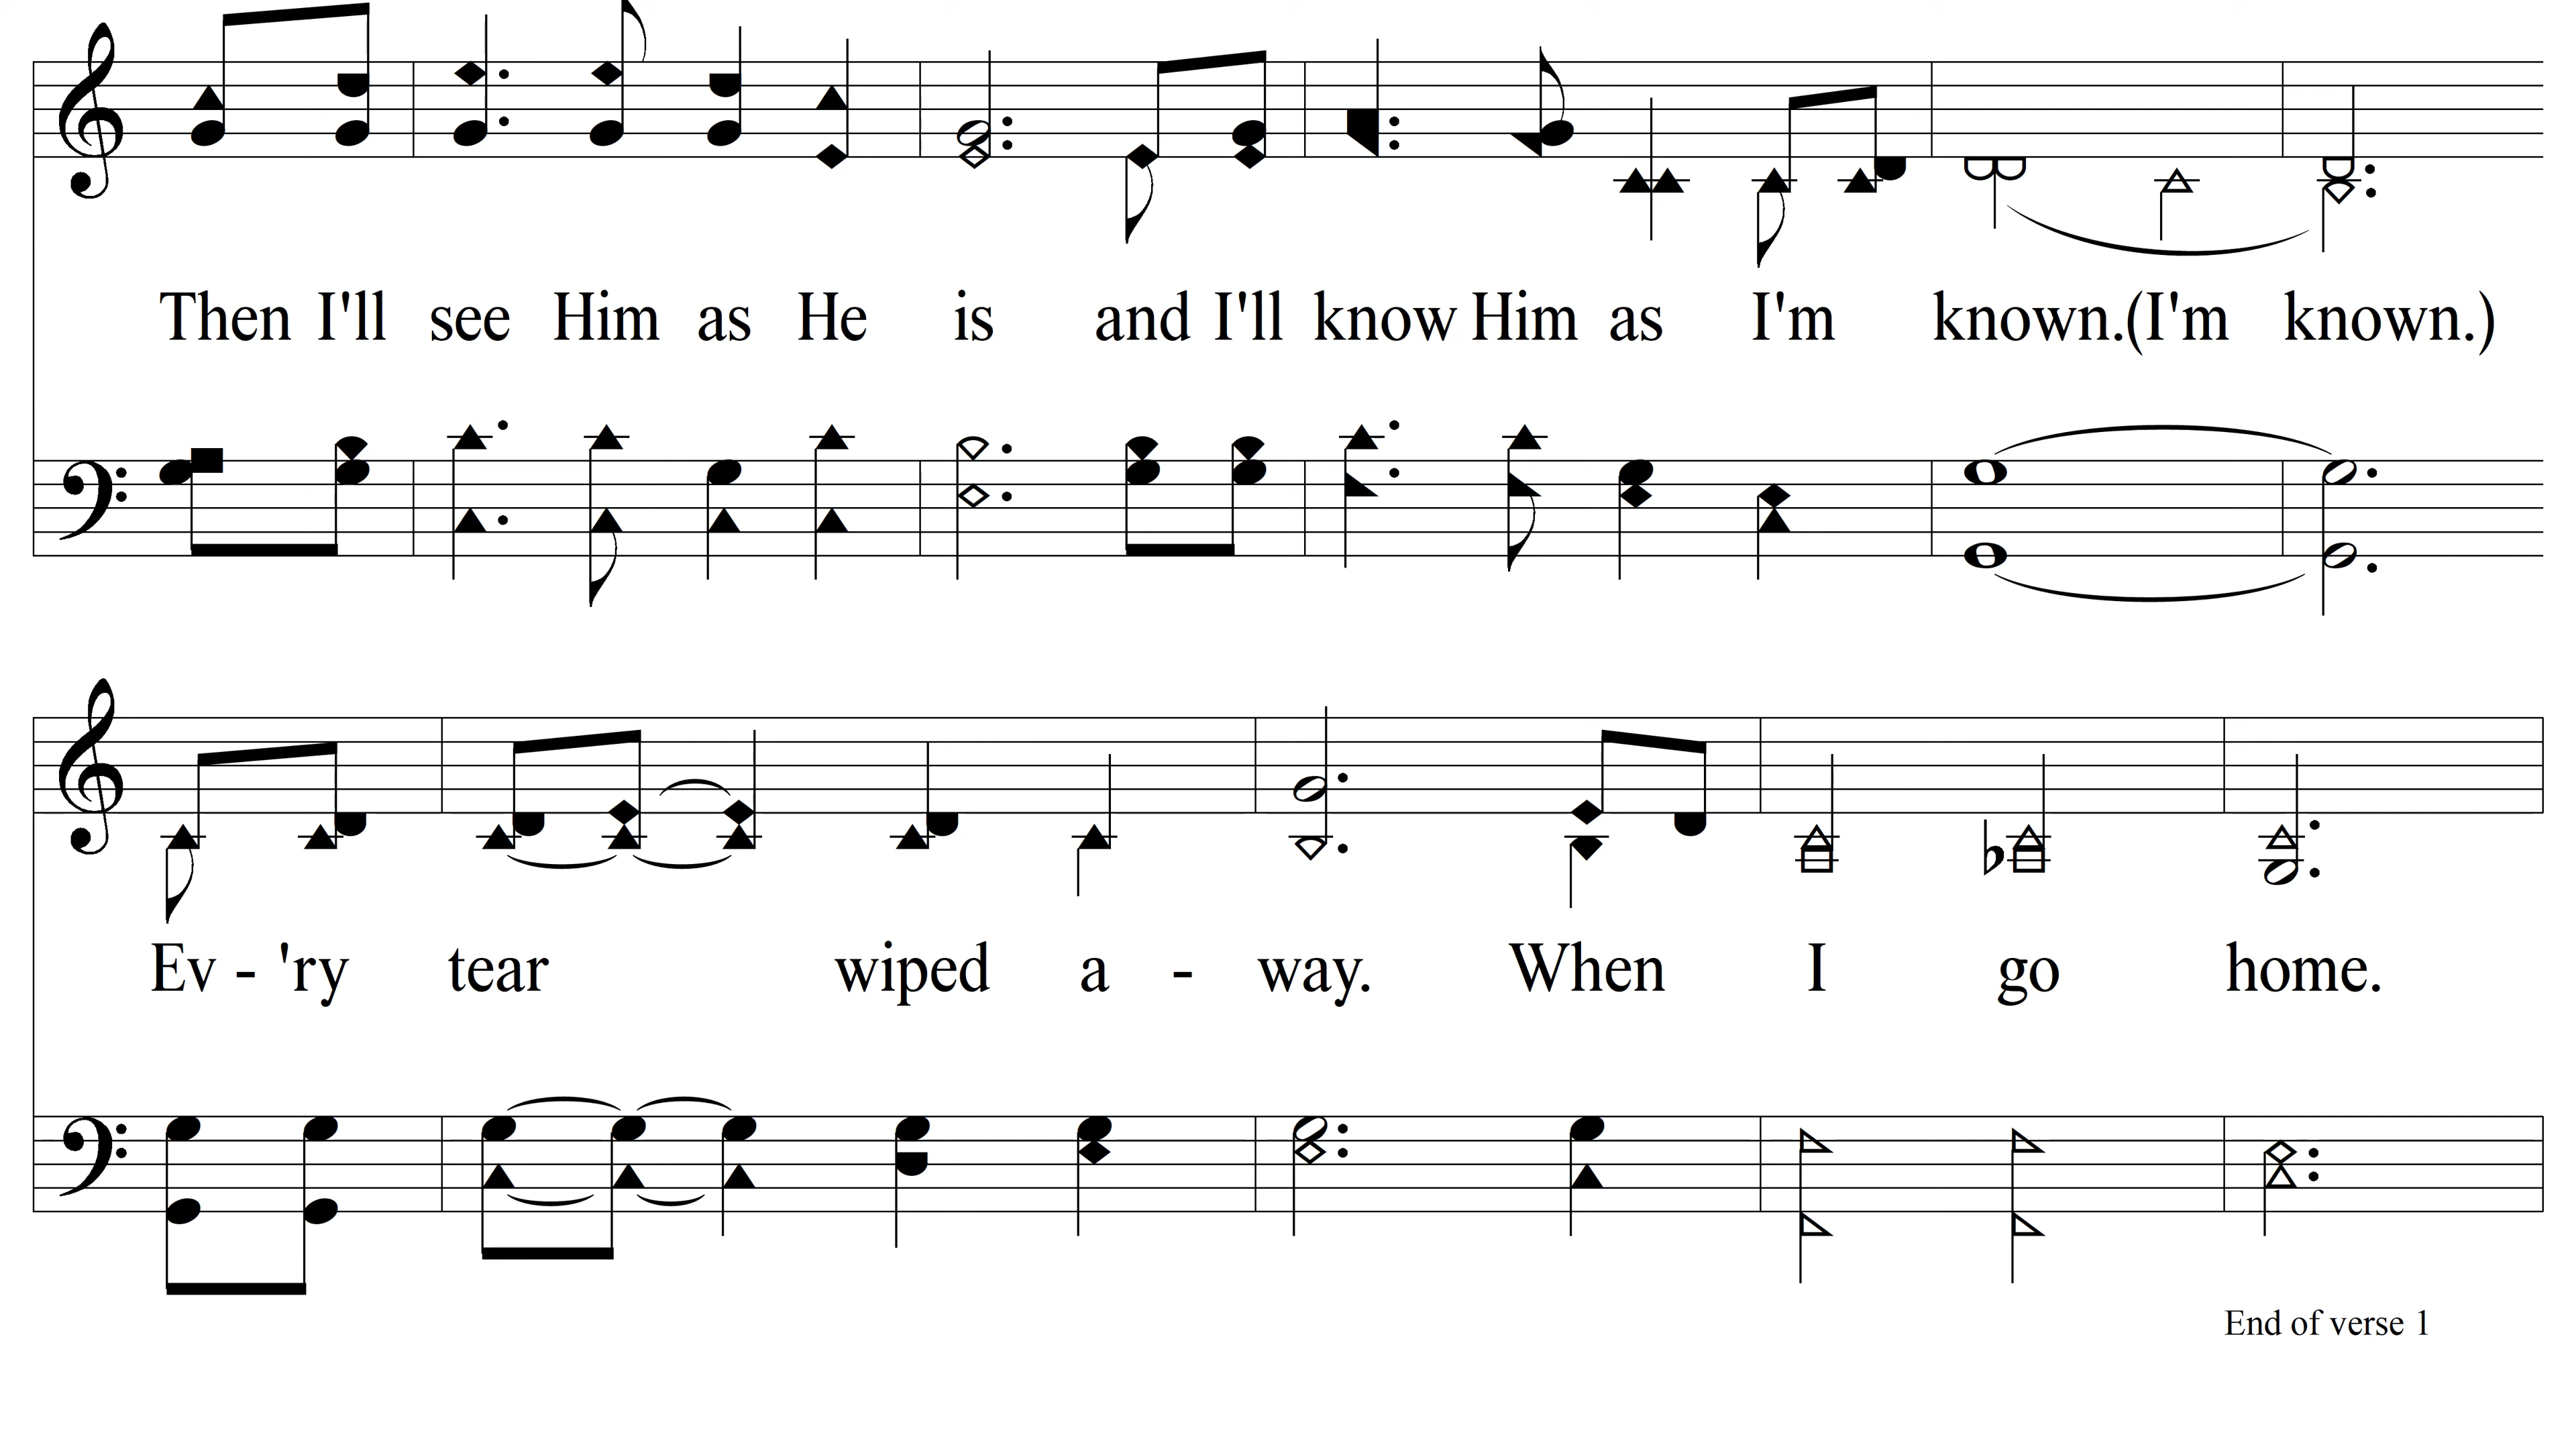 Then I'll see Him as He is and I'll know Him as I'm known.(I'm known.)
Ev - 'ry tear wiped a - way. When I go home.
End of verse 1